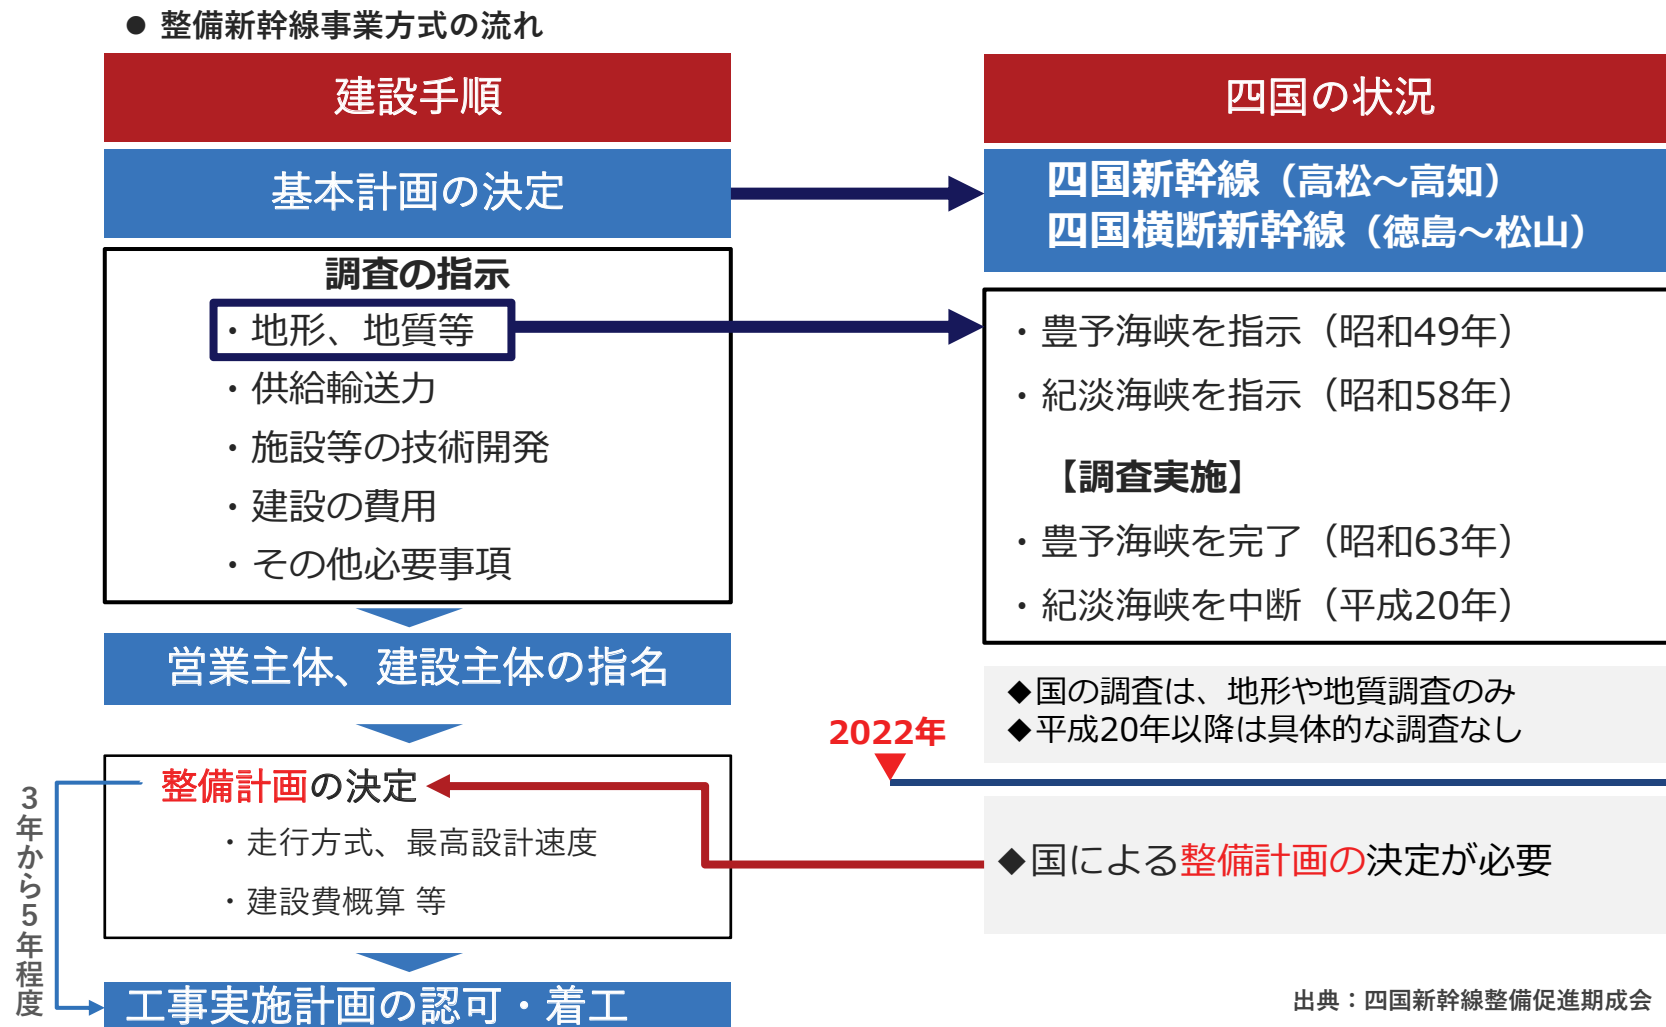 ● 整備新幹線事業方式の流れ
建設手順
基本計画の決定
調査の指示
・地形、地質等
・供給輸送力
・施設等の技術開発
・建設の費用
・その他必要事項
営業主体、建設主体の指名
整備計画の決定
・走行方式、最高設計速度
・建設費概算 等
3年から5年程度
工事実施計画の認可・着工
四国の状況
四国新幹線（高松～高知）
四国横断新幹線（徳島～松山）
・豊予海峡を指示（昭和49年）
・紀淡海峡を指示（昭和58年）
【調査実施】
・豊予海峡を完了（昭和63年）
・紀淡海峡を中断（平成20年）
◆国の調査は、地形や地質調査のみ
◆平成20年以降は具体的な調査なし
2022年
◆国による整備計画の決定が必要
出典：四国新幹線整備促進期成会